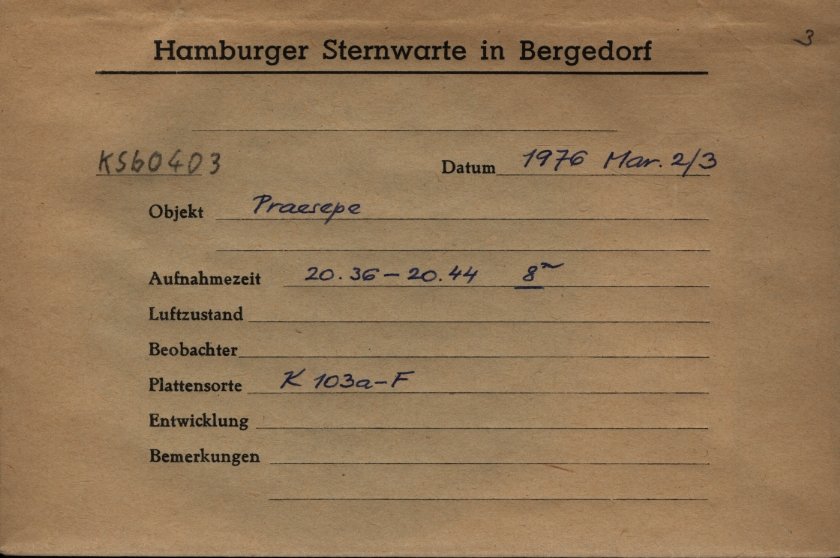 3
Hamburger Sternwarte in Bergedorf
KS60403 Datum 1976 Mar. 2/3
Objekt Praesepe
Aufnahmezeit 20.36 – 20.44 8m
Luftzustand
Beobachter
Plattensorte K 103a–F
Entwicklung
Bemerkungen